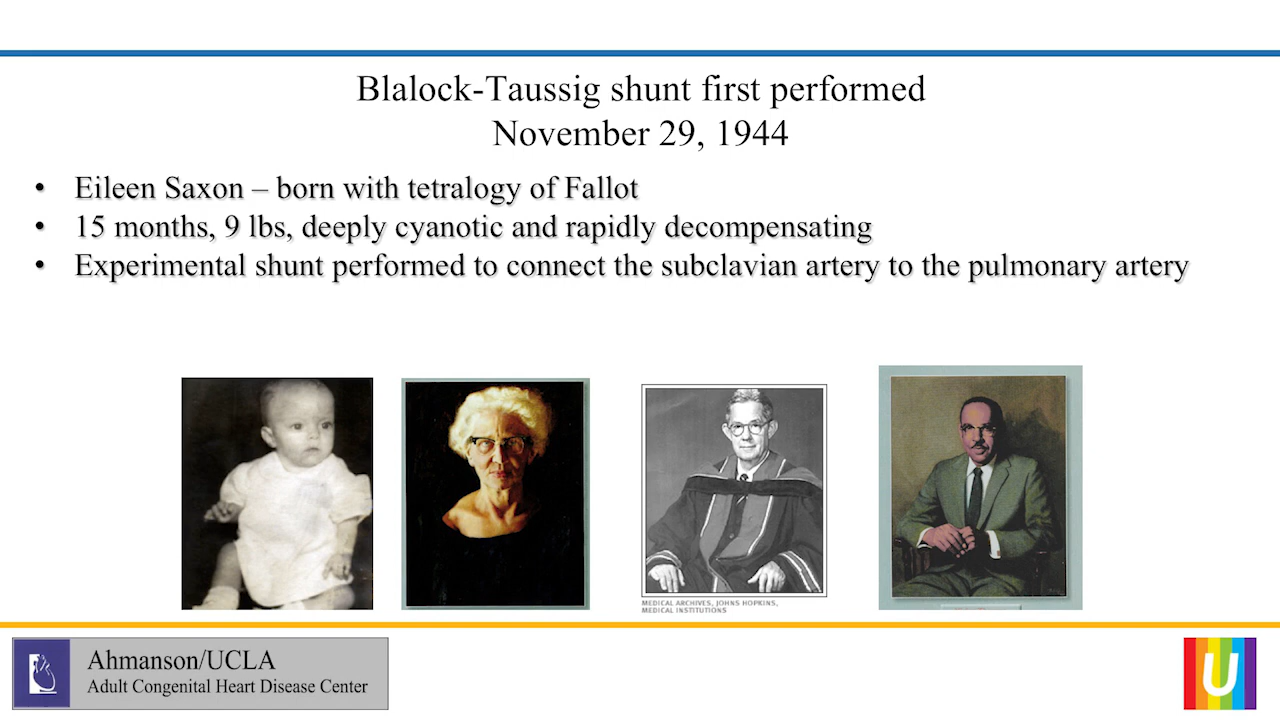 Blalock-Taussig shunt first performed
November 29, 1944
• Eileen Saxon – born with tetralogy of Fallot
• 15 months, 9 lbs, deeply cyanotic and rapidly decompensating
• Experimental shunt performed to connect the subclavian artery to the pulmonary artery
MEDICAL ARCHIVES, JOHNS HOPKINS,
MEDICAL INSTITUTIONS
Ahmanson/UCLA
Adult Congenital Heart Disease Center
U